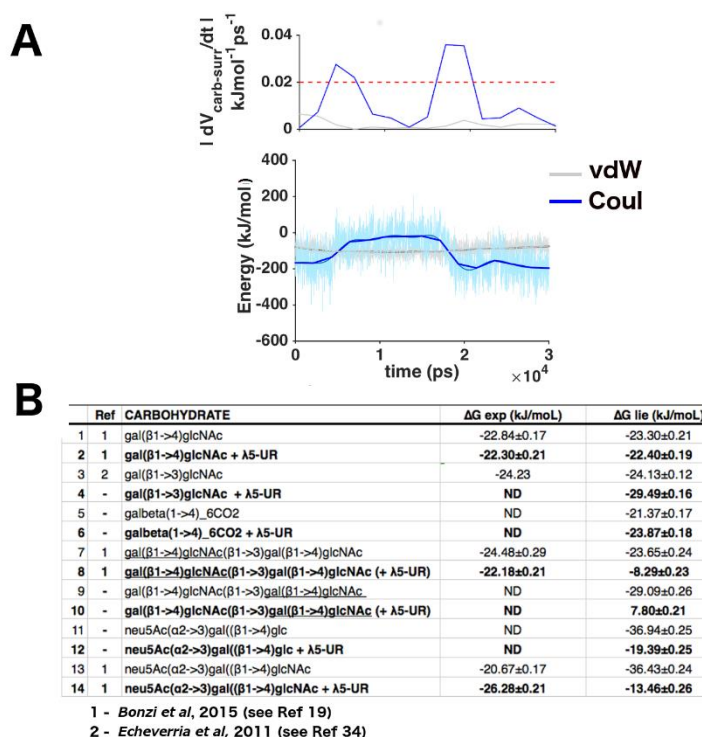 A
| dV carb-surr/dt |
kJmol-1ps-1
0.04
0.02
0
vdW
Coul
Energy (kJ/mol)
400
200
0
-200
-400
-600
0 1 2 3
time (ps) ×10 4
B
Ref CARBOHYDRATE ΔG exp (kJ/moL) ΔG lie (kJ/moL)
1 1 gal(β1->4)glcNAc -22.84±0.17 -23.30±0.21
2 1 gal(β1->4)glcNAc + λ5-UR -22.30±0.21 -22.40±0.19
3 2 gal(β1->3)glcNAc -24.23 -24.13±0.12
4 - gal(β1->3)glcNAc + λ5-UR ND -29.49±0.16
5 - galbeta(1->4)_6CO2 ND -21.37±0.17
6 - galbeta(1->4)_6CO2 + λ5-UR ND -23.87±0.18
7 1 gal(β1->4)glcNAc(β1->3)gal(β1->4)glcNAc -24.48±0.29 -23.65±0.24
8 1 gal(β1->4)glcNAc(β1->3)gal(β1->4)glcNAc (+ λ5-UR) -22.18±0.21 -8.29±0.23
9 - gal(β1->4)glcNAc(β1->3)gal(β1->4)glcNAc ND -29.09±0.26
10 - gal(β1->4)glcNAc(β1->3)gal(β1->4)glcNAc (+ λ5-UR) ND 7.80±0.21
11 - neu5Ac(α2->3)gal((β1->4)glc ND -36.94±0.25
12 - neu5Ac(α2->3)gal((β1->4)glc + λ5-UR ND -19.39±0.25
13 1 neu5Ac(α2->3)gal((β1->4)glcNAc -20.67±0.17 -36.43±0.24
14 1 neu5Ac(α2->3)gal((β1->4)glcNAc + λ5-UR -26.28±0.21 -13.46±0.26
1 - Bonzi et al, 2015 (see Ref 19)
2 - Echeverria et al, 2011 (see Ref 34)